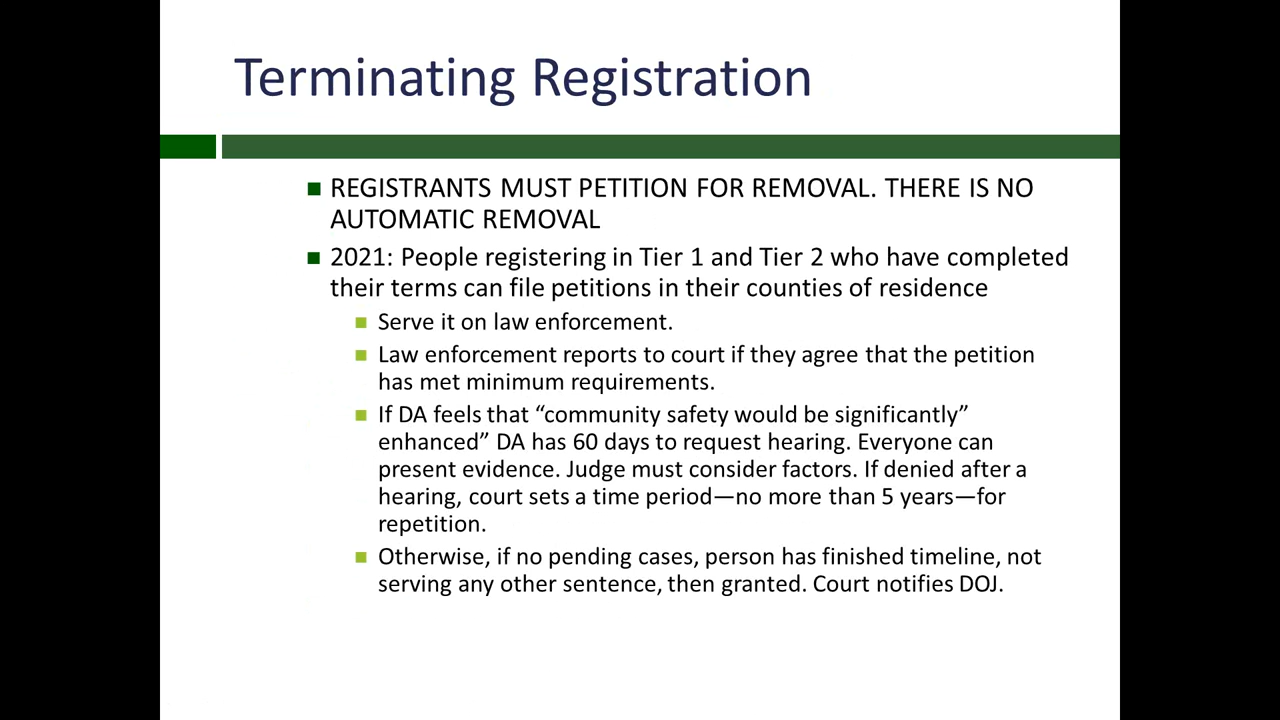 Terminating Registration
REGISTRANTS MUST PETITION FOR REMOVAL. THERE IS NO
AUTOMATIC REMOVAL
2021: People registering in Tier 1 and Tier 2 who have completed
their terms can file petitions in their counties of residence
Serve it on law enforcement.
Law enforcement reports to court if they agree that the petition
has met minimum requirements.
If DA feels that “community safety would be significantly”
enhanced” DA has 60 days to request hearing. Everyone can
present evidence. Judge must consider factors. If denied after a
hearing, court sets a time period—no more than 5 years—for
repetition.
Otherwise, if no pending cases, person has finished timeline, not
serving any other sentence, then granted. Court notifies DOJ.